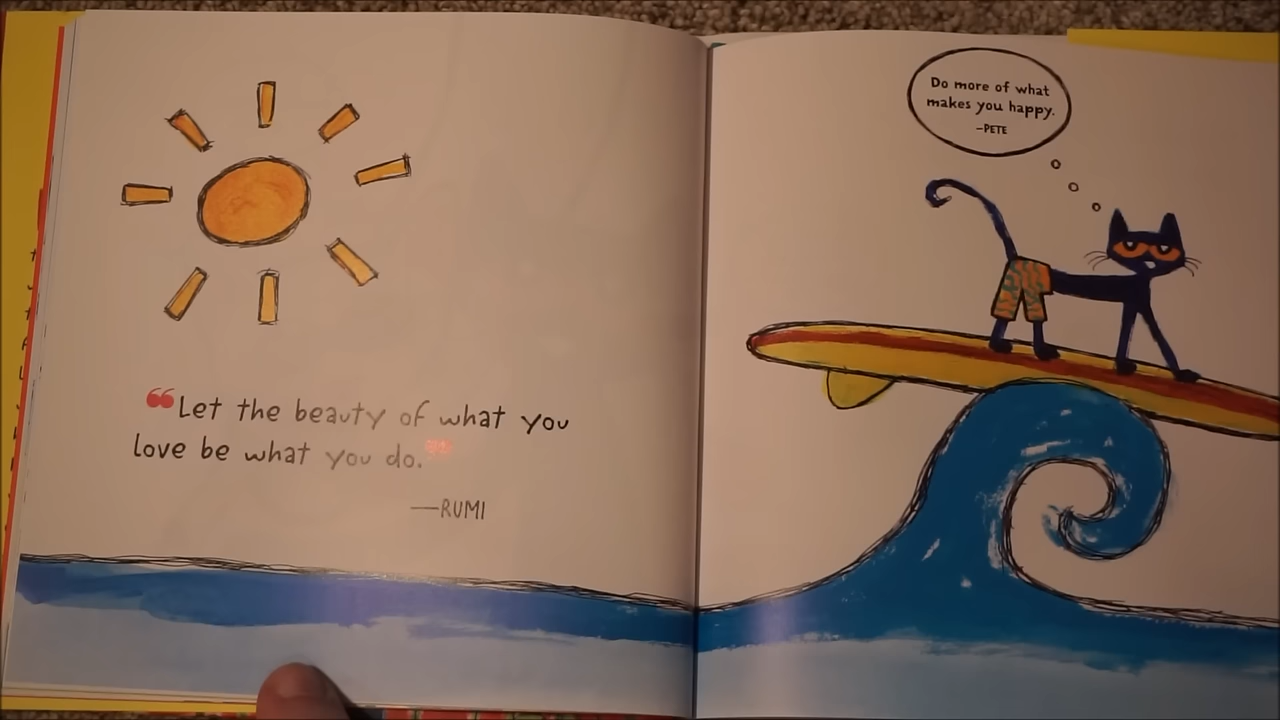 ❝Let the beauty of what you
love be what you do.❞
—RUMI
Do more of what
makes you happy.
—PETE